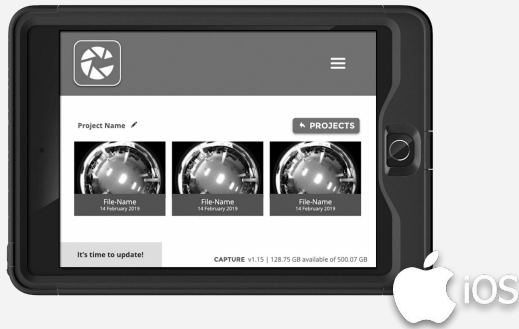 Project Name
PROJECTS
File-Name
14 February 2019
File-Name
14 February 2019
File-Name
14 February 2019
It's time to update!
CAPTURE v1.15 | 128.75 GB available of 500.07 GB
iOS